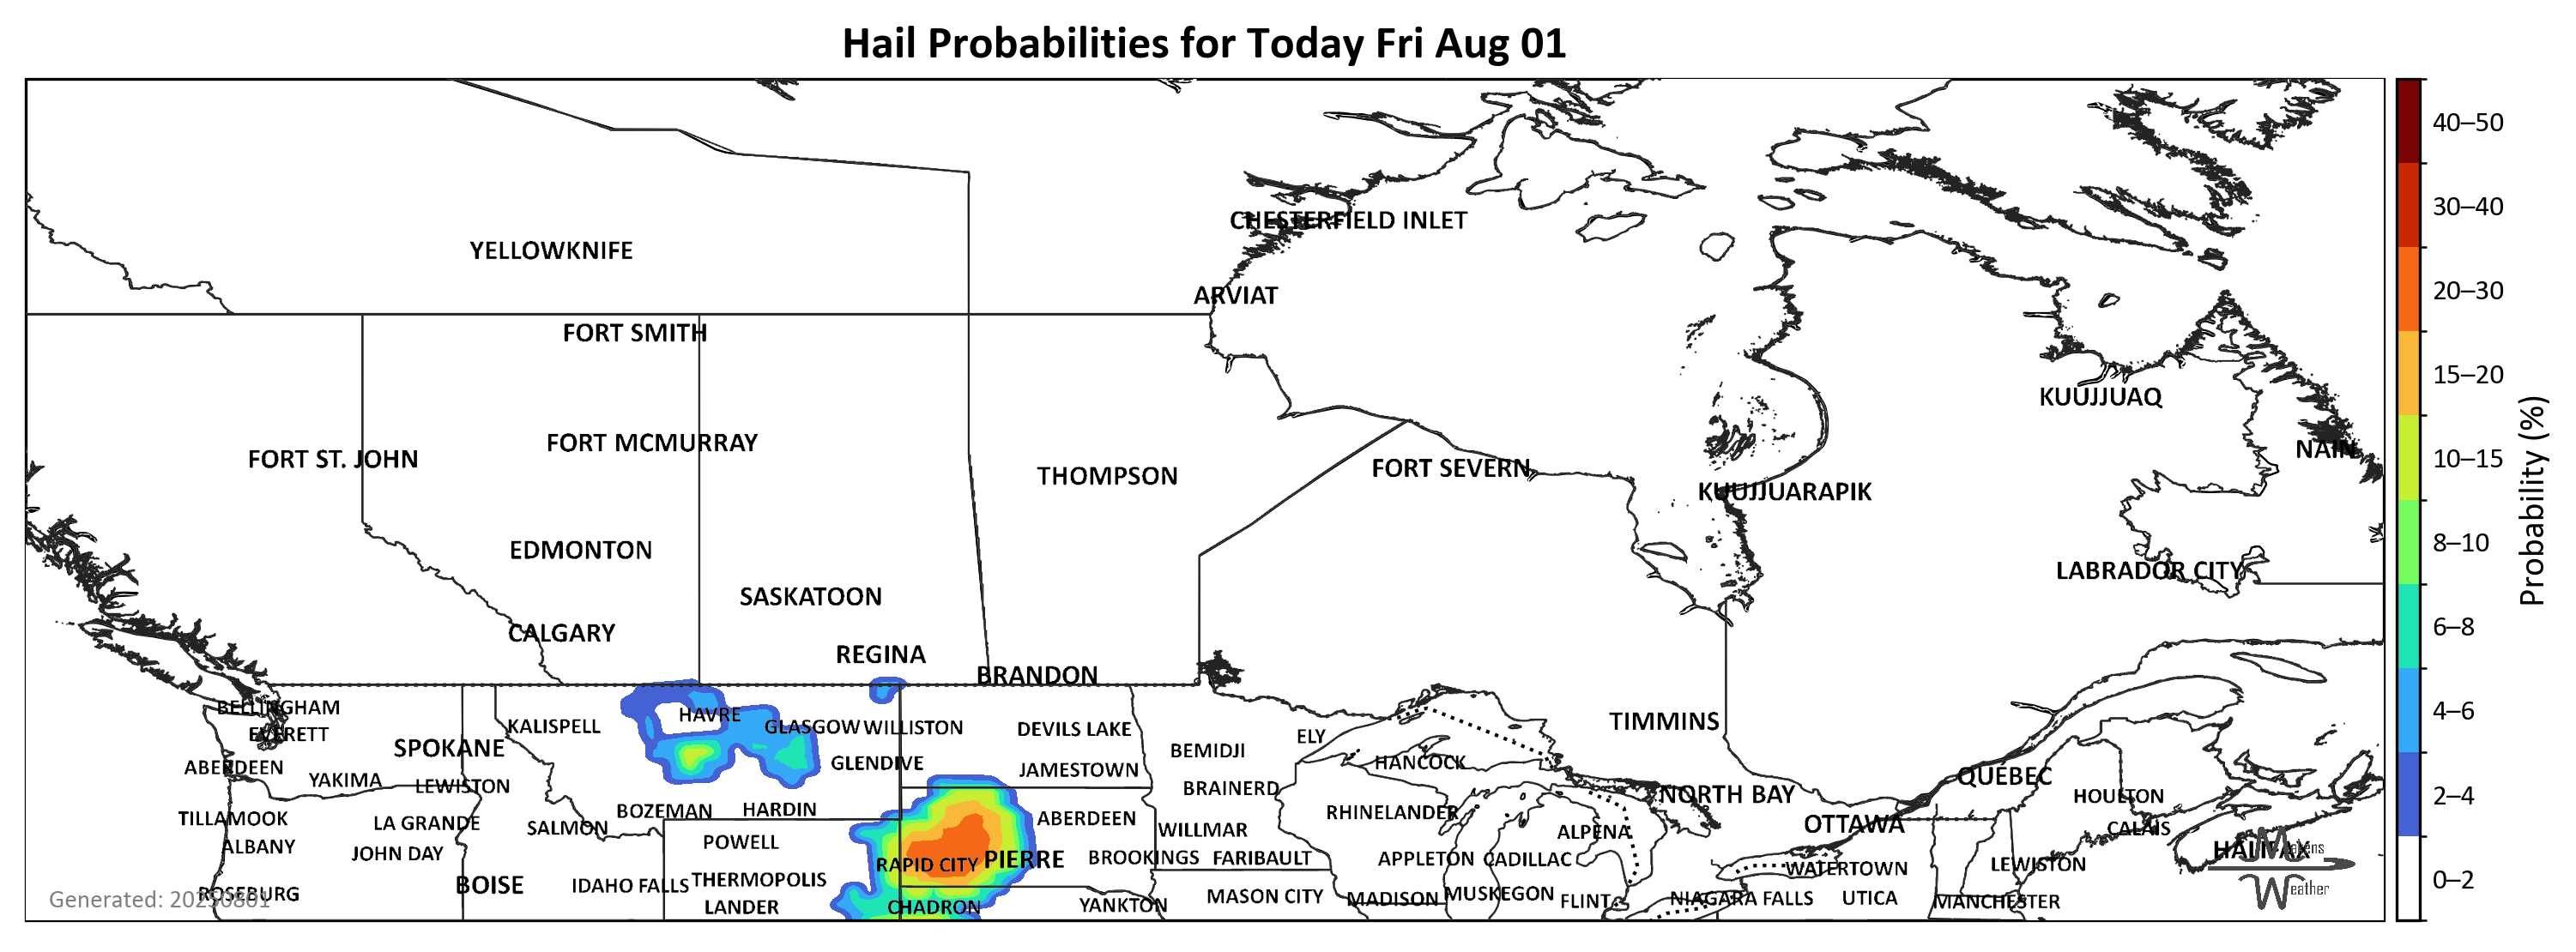 Hail Probabilities for Today Fri Aug 01
40–50
30–40
20–30
15–20
10–15
8–10
6–8
4–6
2–4
0–2
Probability (%)
CHESTERFIELD INLET
YELLOWKNIFE
ARVIAT
FORT SMITH
KUUJJUAQ
FORT MCMURRAY
NAIN
FORT ST. JOHN
FORT SEVERN
THOMPSON
KUUJJUARAPIK
EDMONTON
LABRADOR CITY
SASKATOON
CALGARY
REGINA
BRANDON
BELLINGHAM
HAVRE
TIMMINS
KALISPELL
GLASGOW
WILLISTON
DEVILS LAKE
EVERETT
ELY
SPOKANE
BEMIDJI
GLENDIVE
HANCOCK
ABERDEEN
JAMESTOWN
QUÉBEC
YAKIMA
LEWISTON
BRAINERD
NORTH BAY
HOULTON
BOZEMAN
HARDIN
RHINELANDER
TILLAMOOK
ABERDEEN
LA GRANDE
SALMON
WILLMAR
ALPENA
OTTAWA
CALAIS
POWELL
ALBANY
JOHN DAY
HALIFAX
RAPID CITY
PIERRE
BROOKINGS
FARIBAULT
APPLETON
CADILLAC
WATERTOWN
LEWISTON
BOISE
IDAHO FALLS
THERMOPOLIS
ROSEBURG
MASON CITY
MUSKEGON
MADISON
FLINT
NIAGARA FALLS
UTICA
MANCHESTER
LANDER
CHADRON
YANKTON
Generated: 20250801
Weather